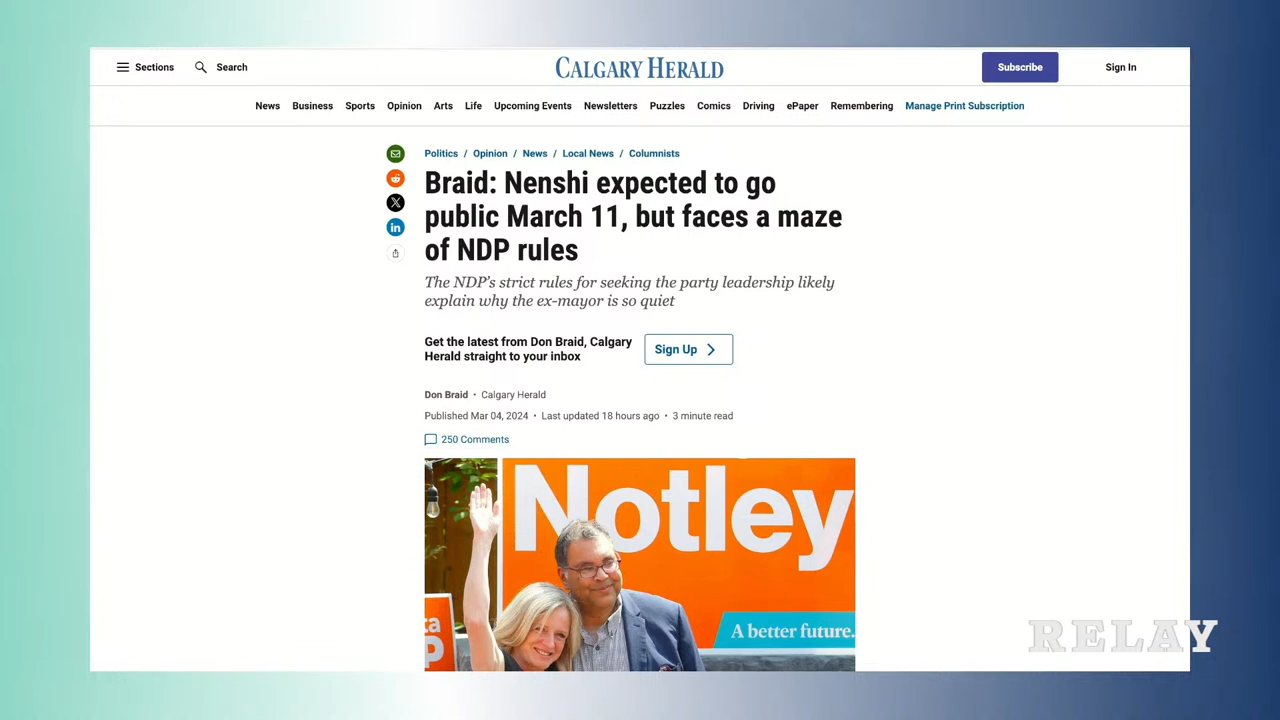 Sections
Search
CALGARY HERALD
Subscribe
Sign In
News Business Sports Opinion Arts Life Upcoming Events Newsletters Puzzles Comics Driving ePaper Remembering Manage Print Subscription
Politics / Opinion / News / Local News / Columnists
Braid: Nenshi expected to go
public March 11, but faces a maze
of NDP rules
The NDP's strict rules for seeking the party leadership likely
explain why the ex-mayor is so quiet
Get the latest from Don Braid, Calgary
Herald straight to your inbox
Sign Up
Don Braid • Calgary Herald
Published Mar 04, 2024 • Last updated 18 hours ago • 3 minute read
250 Comments
Notley
ta
P
A better future.
RELAY